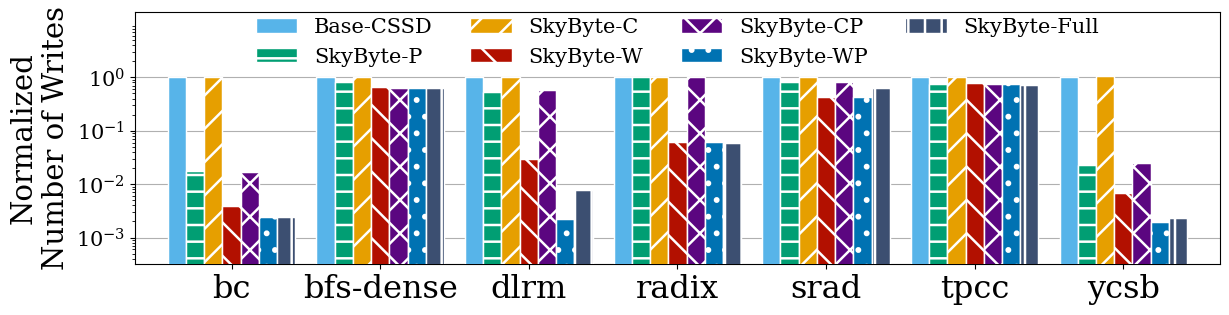 Normalized
Number of Writes
Base-CSSD
SkyByte-P
SkyByte-C
SkyByte-W
SkyByte-CP
SkyByte-WP
SkyByte-Full
10⁰
10⁻¹
10⁻²
10⁻³
bc
bfs-dense
dlrm
radix
srad
tpcc
ycsb